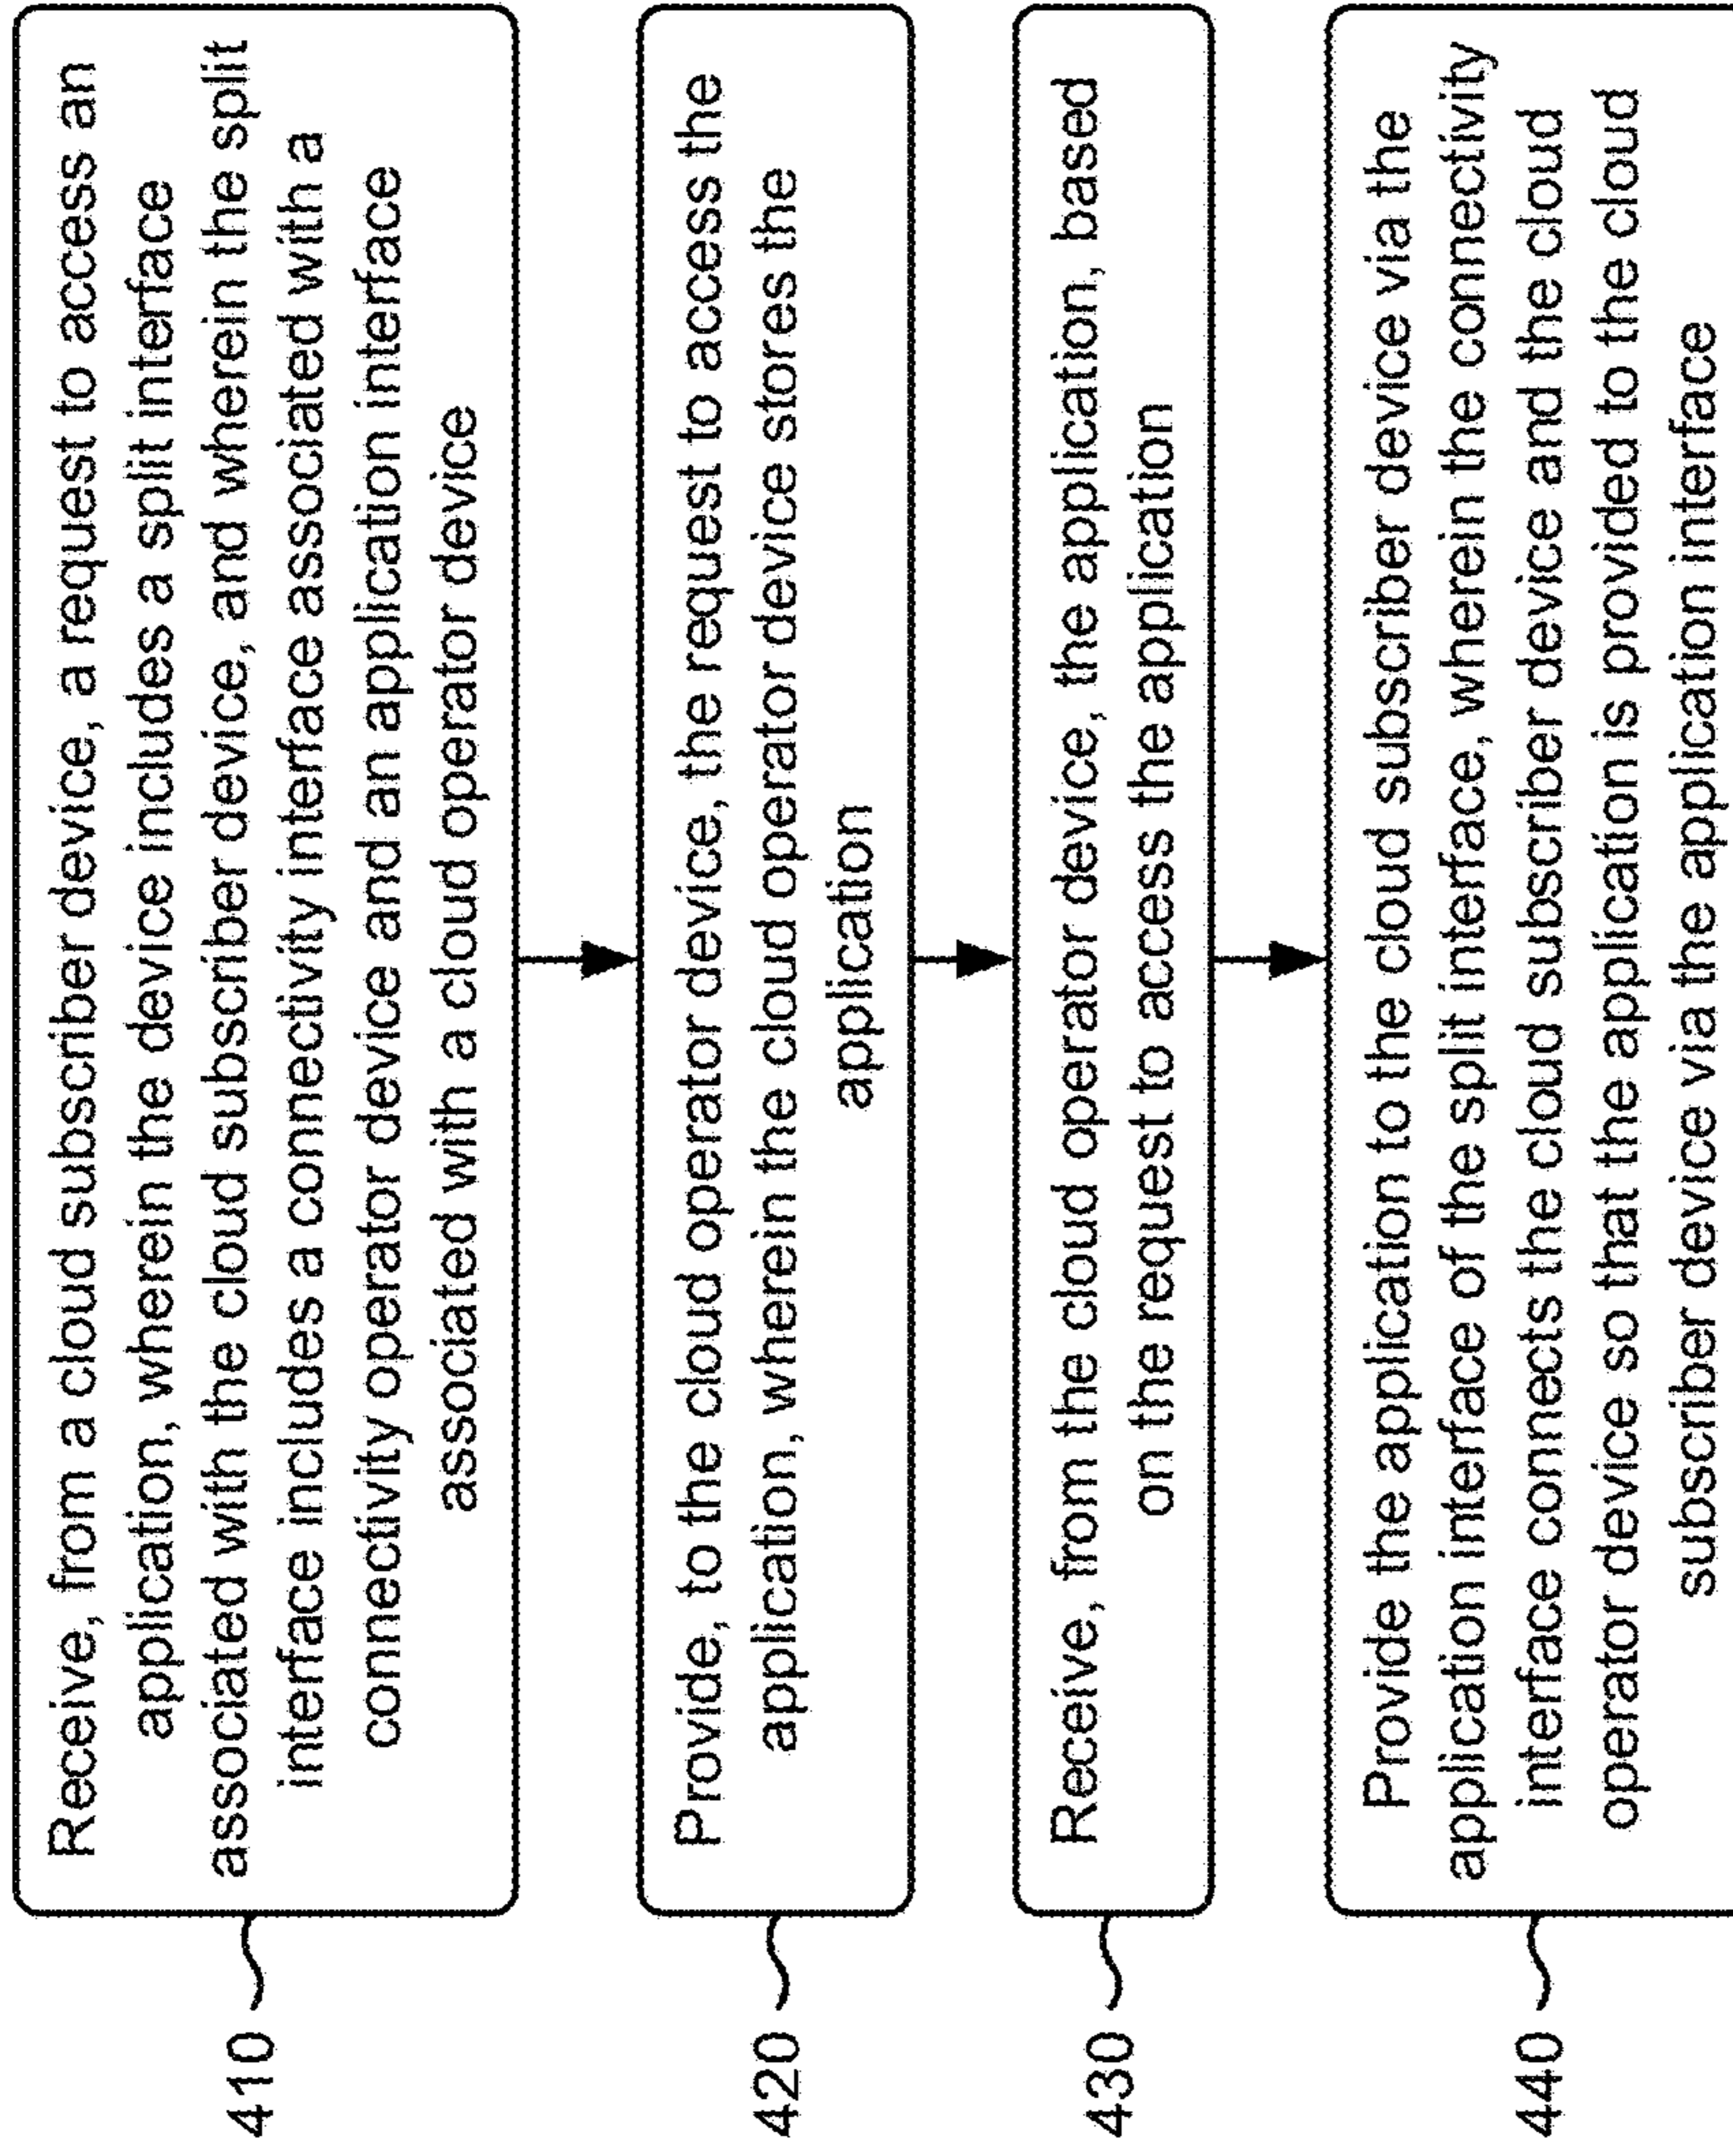 410
Receive, from a cloud subscriber device, a request to access an
application, wherein the device includes a split interface
associated with the cloud subscriber device, and wherein the split
interface includes a connectivity interface associated with a
connectivity operator device and an application interface
associated with a cloud operator device
420
Provide, to the cloud operator device, the request to access the
application, wherein the cloud operator device stores the
application
430
Receive, from the cloud operator device, the application, based
on the request to access the application
440
Provide the application to the cloud subscriber device via the
application interface of the split interface, wherein the connectivity
interface connects the cloud subscriber device and the cloud
operator device so that the application is provided to the cloud
subscriber device via the application interface